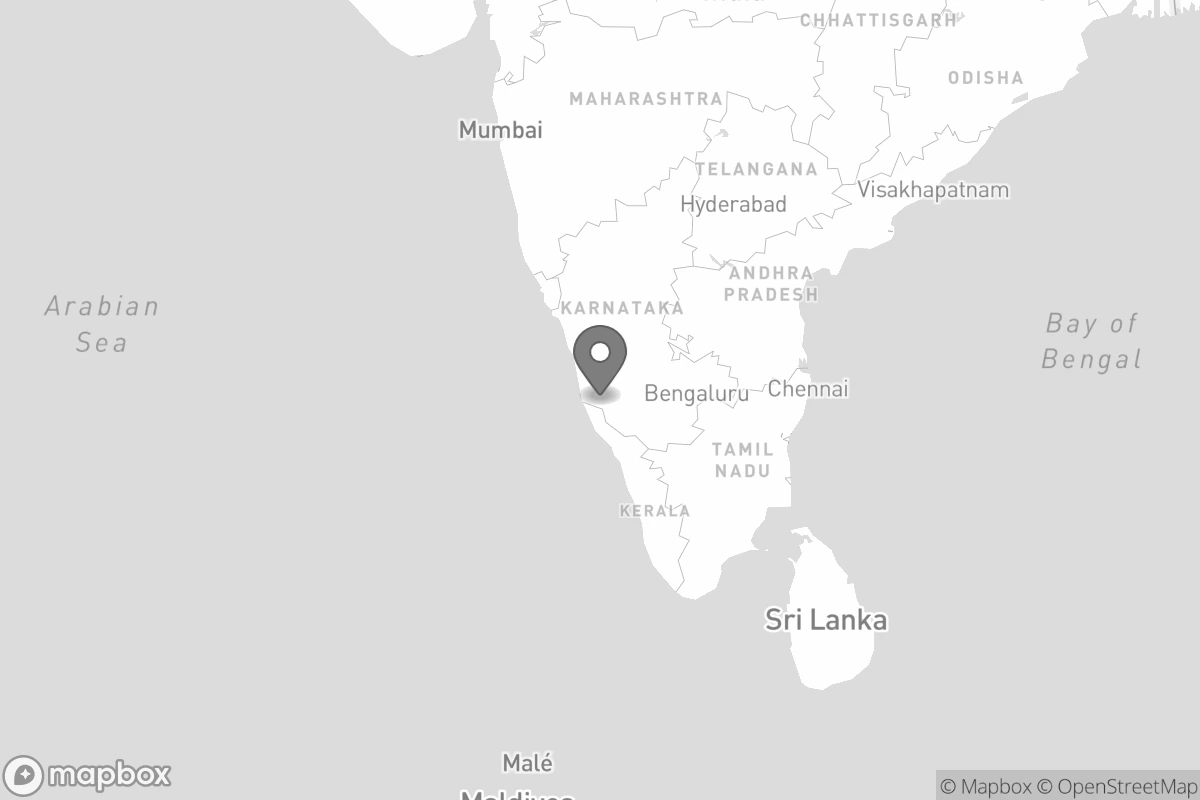 CHHATTISGARH
ODISHA
MAHARASHTRA
Mumbai
TELANGANA
Visakhapatnam
Hyderabad
ANDHRA
PRADESH
Arabian
Sea
KARNATAKA
Bay of
Bengal
Bengaluru
Chennai
TAMIL
NADU
KERALA
Sri Lanka
Malé
Maldives
mapbox
© Mapbox © OpenStreetMap